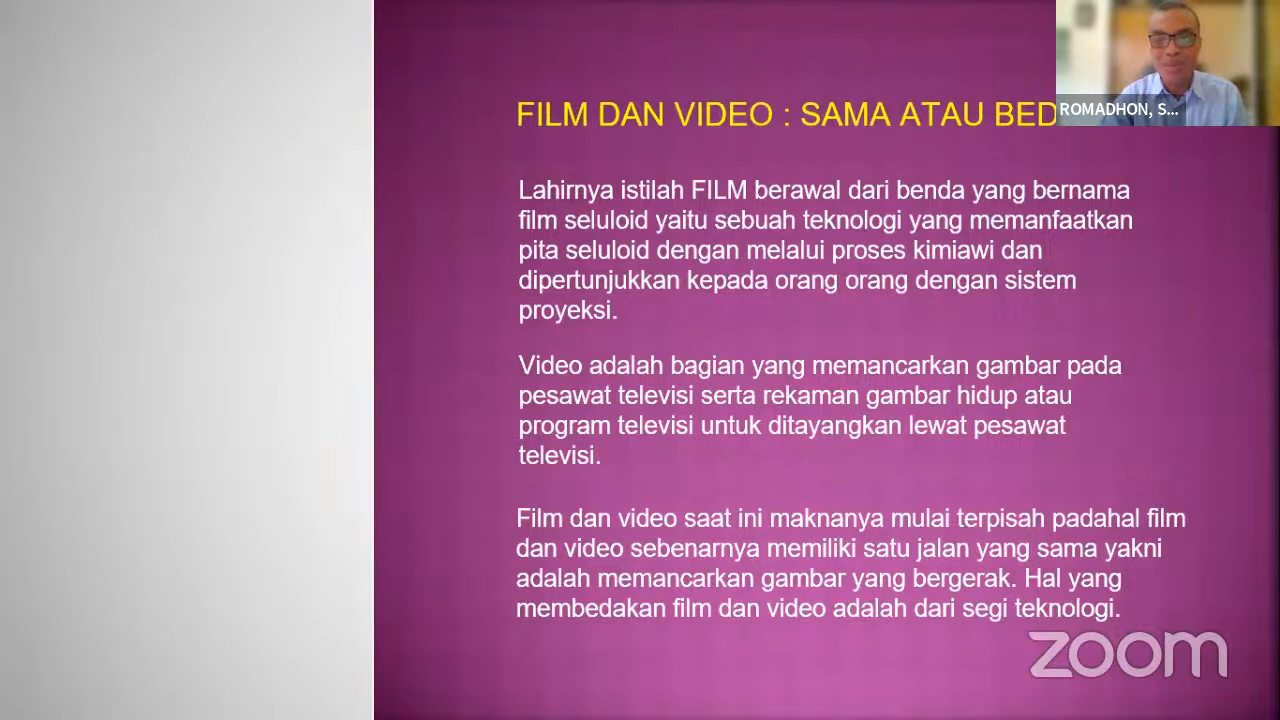 FILM DAN VIDEO : SAMA ATAU BED
ROMADHON, S...
Lahirnya istilah FILM berawal dari benda yang bernama
film seluloid yaitu sebuah teknologi yang memanfaatkan
pita seluloid dengan melalui proses kimiawi dan
dipertunjukkan kepada orang orang dengan sistem
proyeksi.
Video adalah bagian yang memancarkan gambar pada
pesawat televisi serta rekaman gambar hidup atau
program televisi untuk ditayangkan lewat pesawat
televisi.
Film dan video saat ini maknanya mulai terpisah padahal film
dan video sebenarnya memiliki satu jalan yang sama yakni
adalah memancarkan gambar yang bergerak. Hal yang
membedakan film dan video adalah dari segi teknologi.
zoom